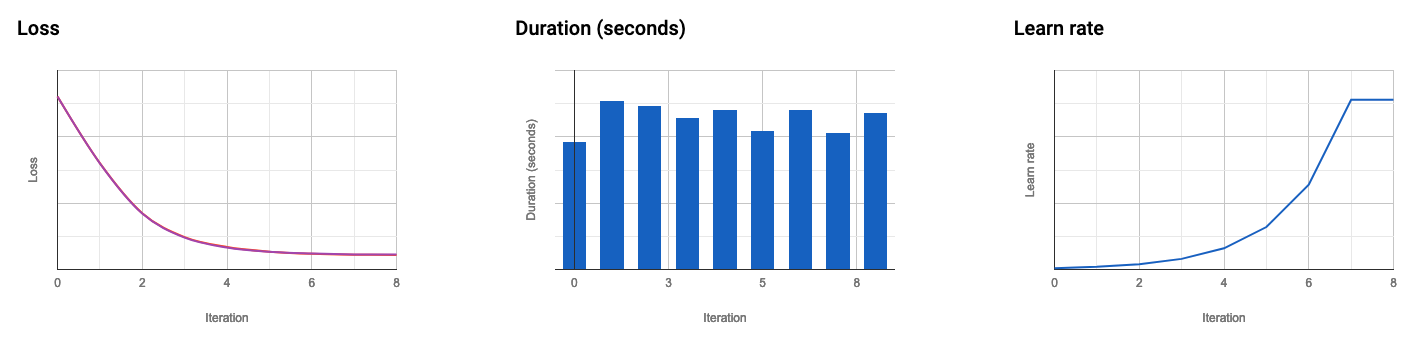 Loss
Duration (seconds)
Learn rate
Loss
0 2 4 6 8
Iteration
Duration (seconds)
0 3 5 8
Iteration
Learn rate
0 2 4 6 8
Iteration